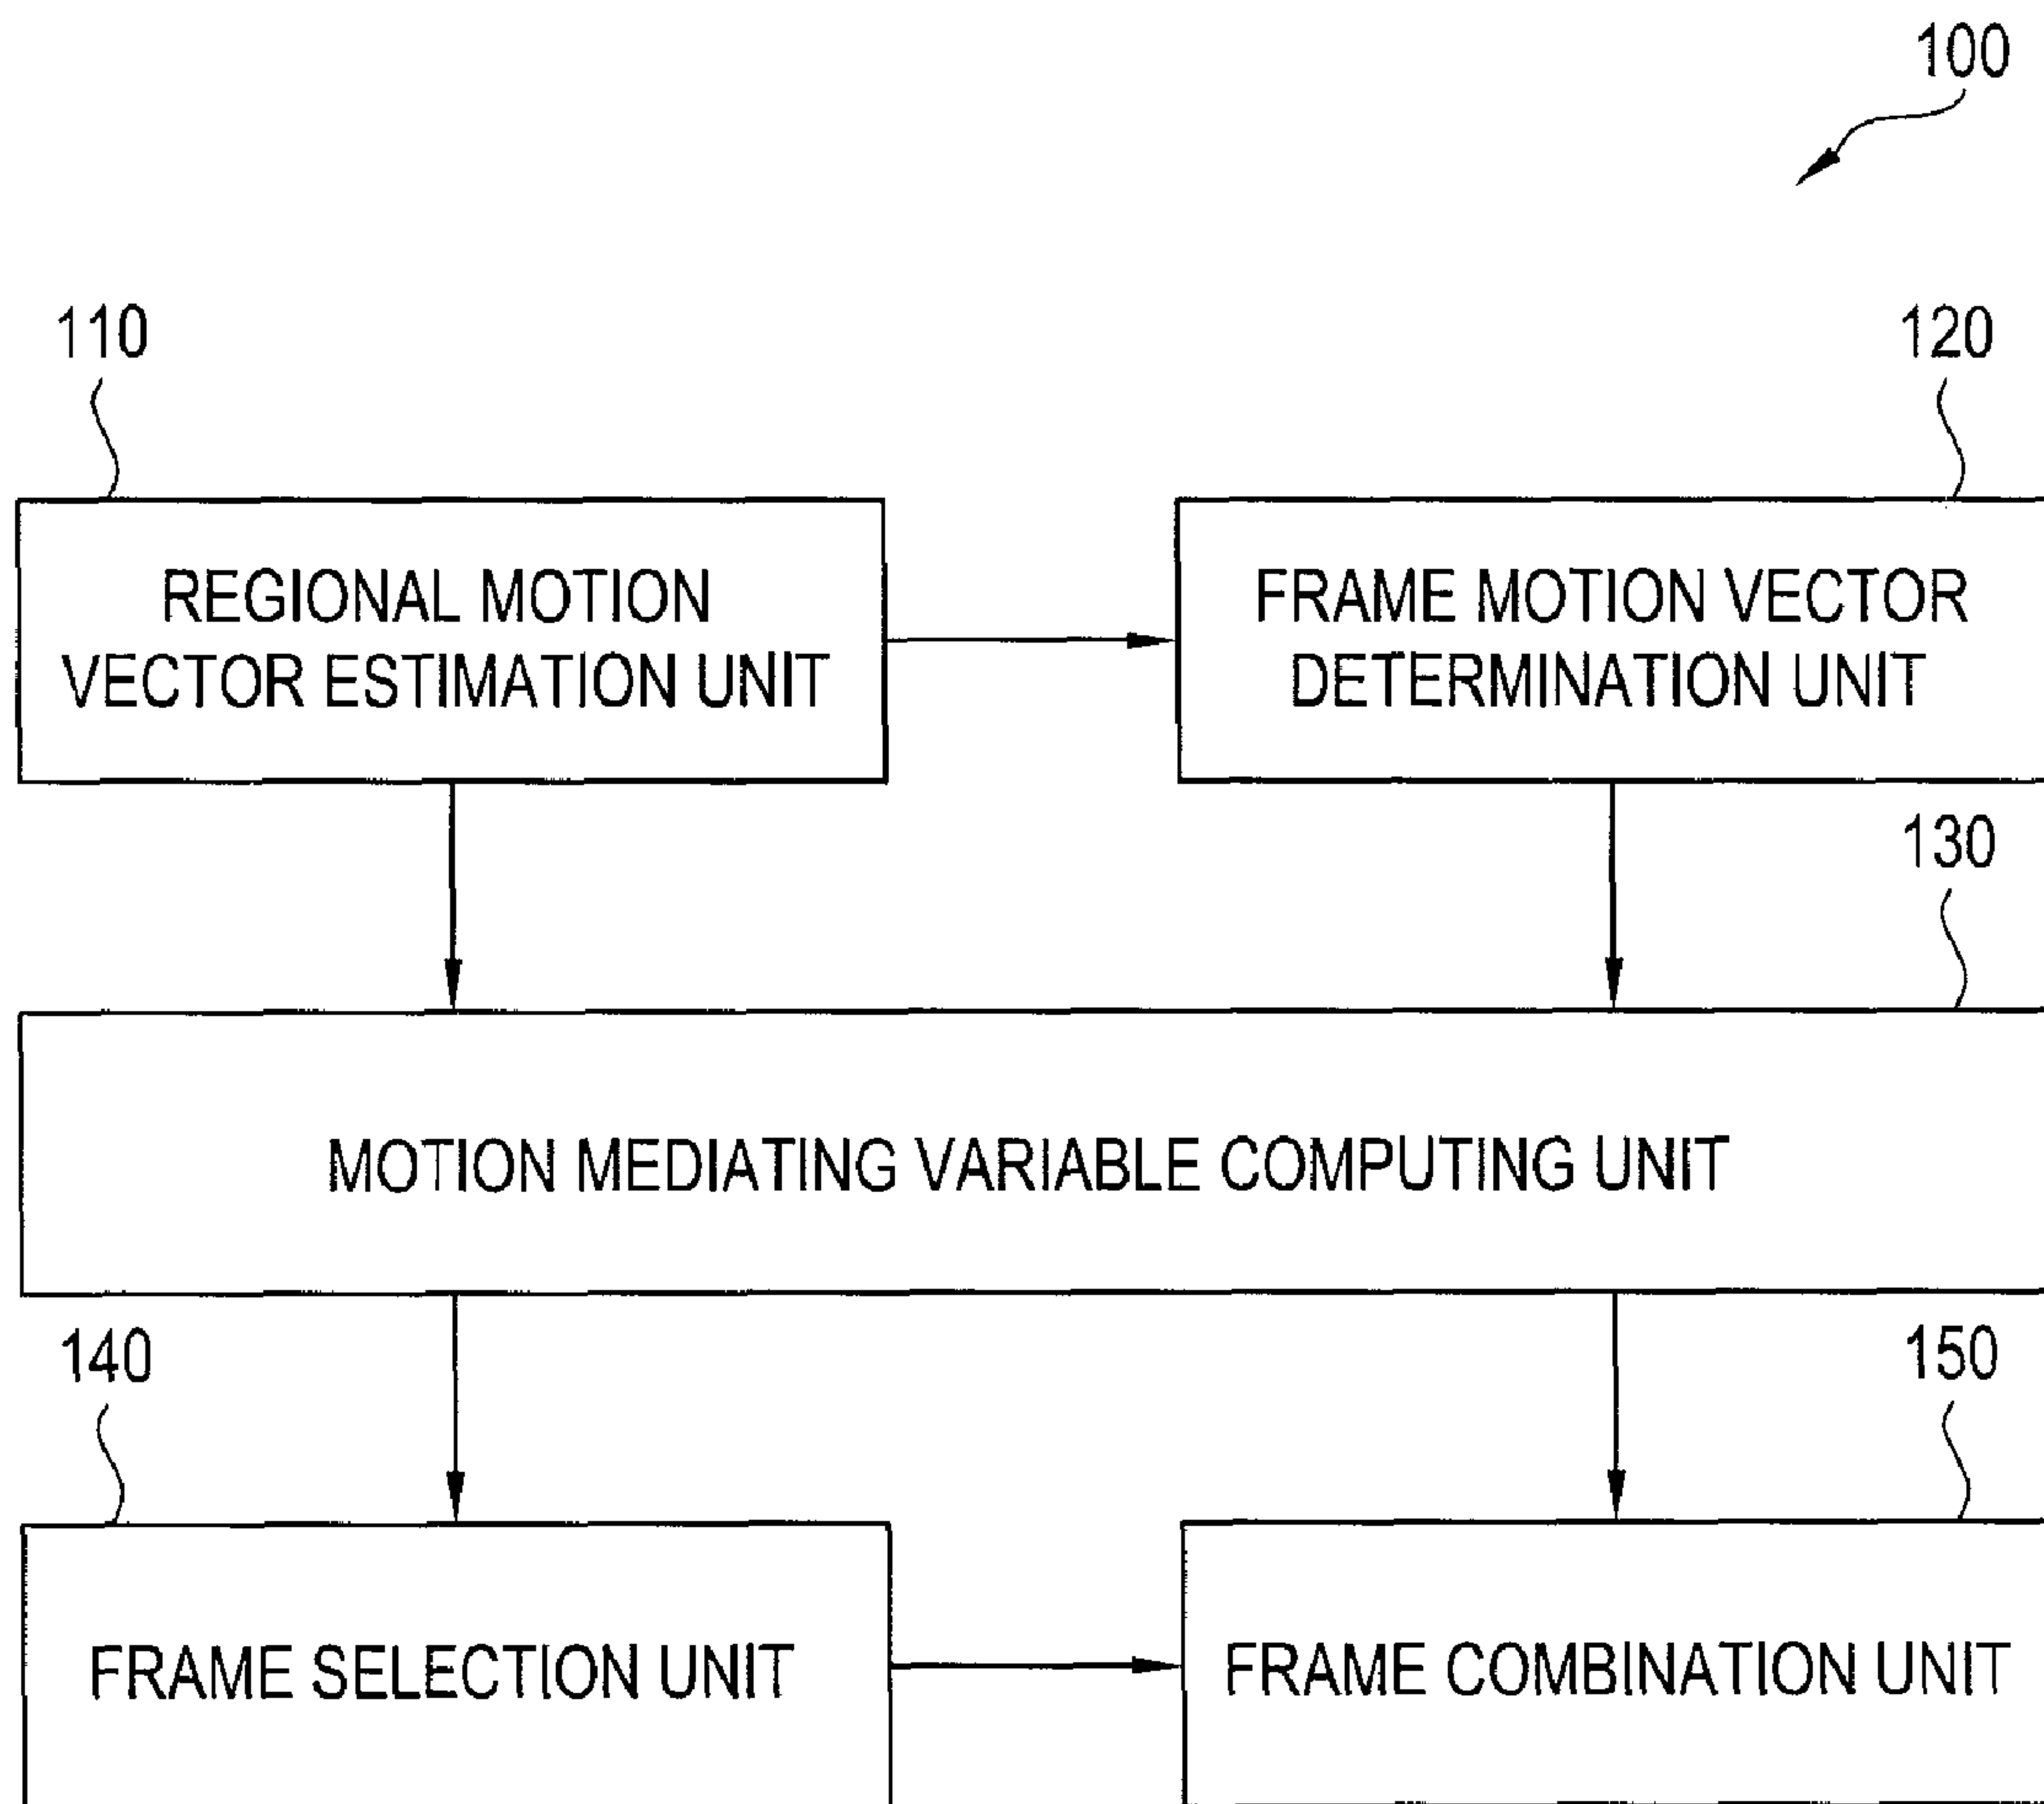 100
110
120
REGIONAL MOTION
VECTOR ESTIMATION UNIT
FRAME MOTION VECTOR
DETERMINATION UNIT
130
MOTION MEDIATING VARIABLE COMPUTING UNIT
140
150
FRAME SELECTION UNIT
FRAME COMBINATION UNIT